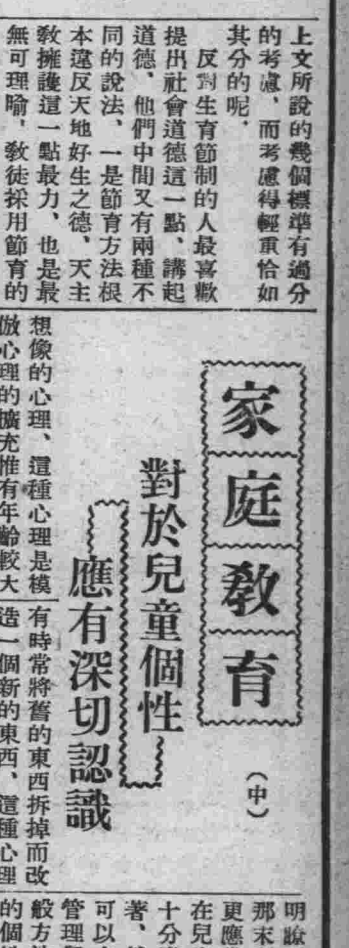 上文所說的幾個標準有過分
的考慮、而考慮得輕重恰如
其分的呢、
反對生育節制的人最喜歡
提出社會道德這一點、講起
道德、他們中間又有兩種不
同的說法、一是節育方法根
本違反天地好生之德、天主
敎擁護這一點最力、也是最
無可理喻、敎徒採用節育的
家庭敎育
（中）
對於兒童個性
應有深切認識
想像的心理、這種心理是模
倣心理的擴充惟有年齡較大
有時常將舊的東西拆掉而改
造一個新的東西、這種心理
明瞭
那末
更應
在兒
十分
著、
可以
管理
般方
的個